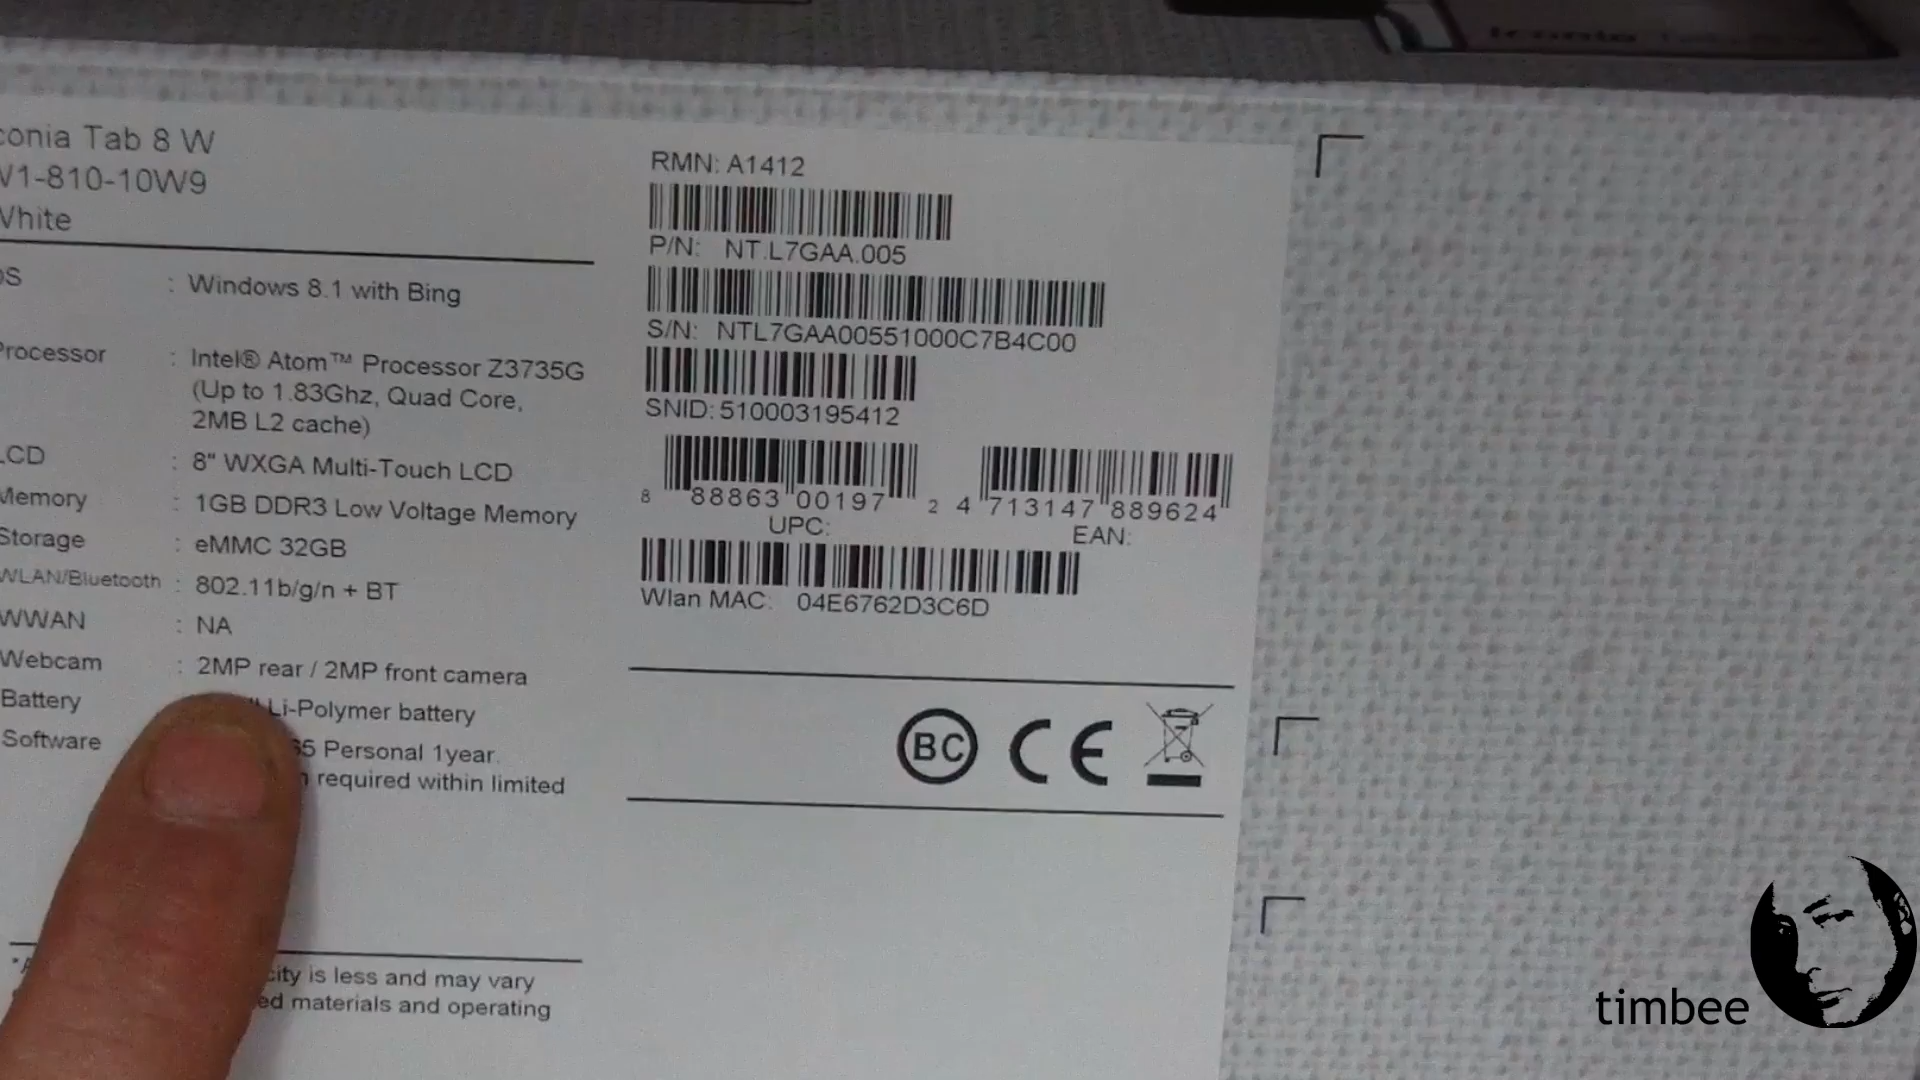 conia Tab 8 W
W1-810-10W9
White
OS : Windows 8.1 with Bing
Processor : Intel® Atom™ Processor Z3735G
(Up to 1.83Ghz, Quad Core,
2MB L2 cache)
LCD : 8" WXGA Multi-Touch LCD
Memory : 1GB DDR3 Low Voltage Memory
Storage : eMMC 32GB
WLAN/Bluetooth : 802.11b/g/n + BT
WWAN : NA
Webcam : 2MP rear / 2MP front camera
Battery Li-Polymer battery
Software 65 Personal 1year.
required within limited
city is less and may vary
ed materials and operating
RMN: A1412
P/N: NT.L7GAA.005
S/N: NTL7GAA00551000C7B4C00
SNID: 510003195412
8 88863 00197 2
UPC:
4 713147 889624
EAN:
Wlan MAC: 04E6762D3C6D
BC CE
Iconia
timbee